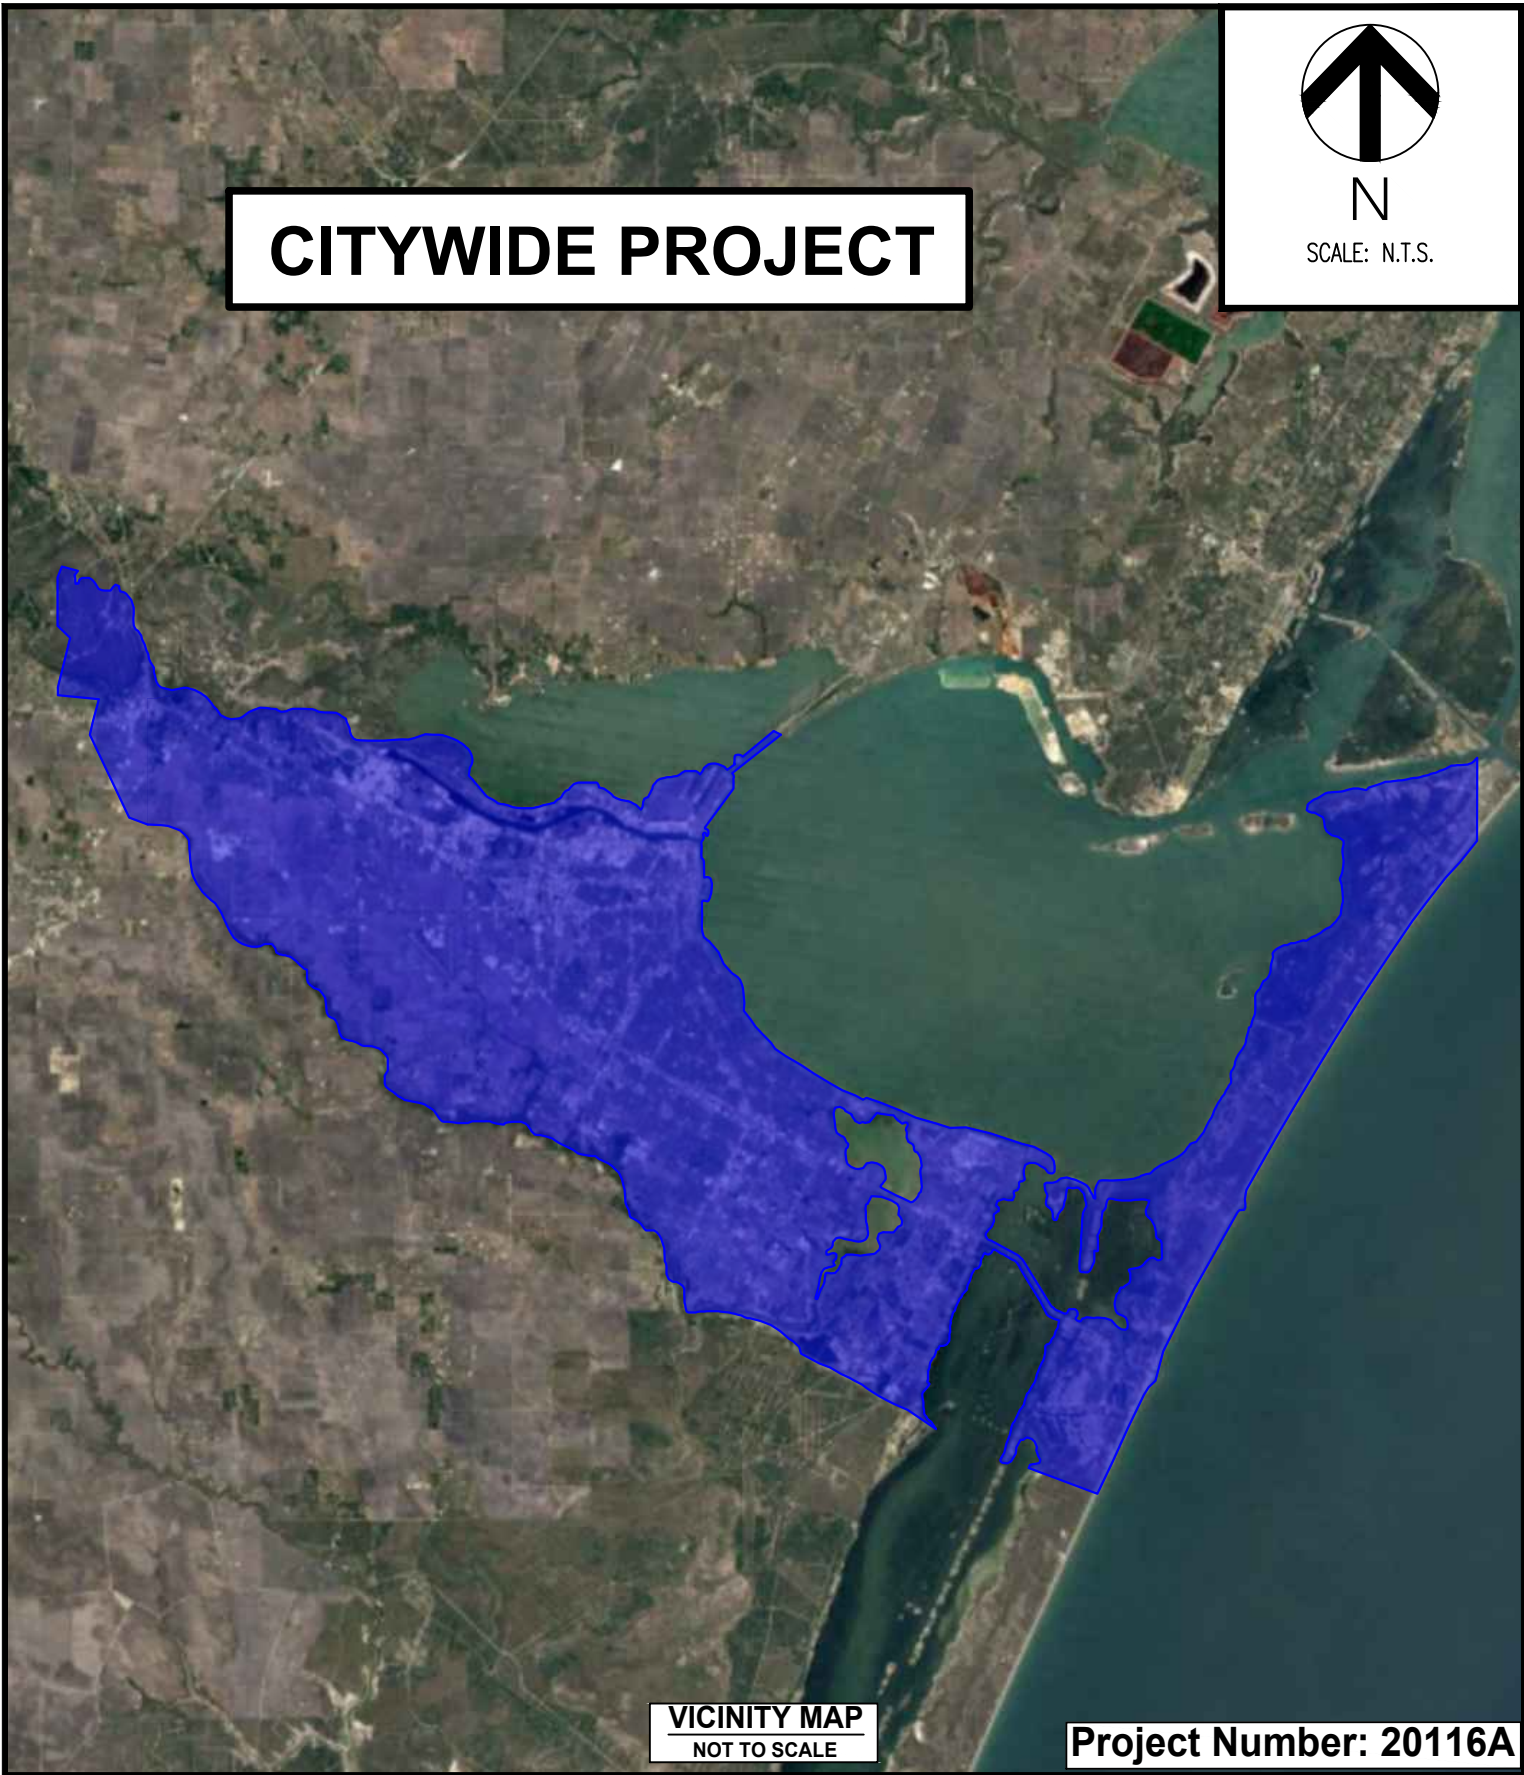 CITYWIDE PROJECT
N
SCALE: N.T.S.
VICINITY MAP
NOT TO SCALE
Project Number: 20116A